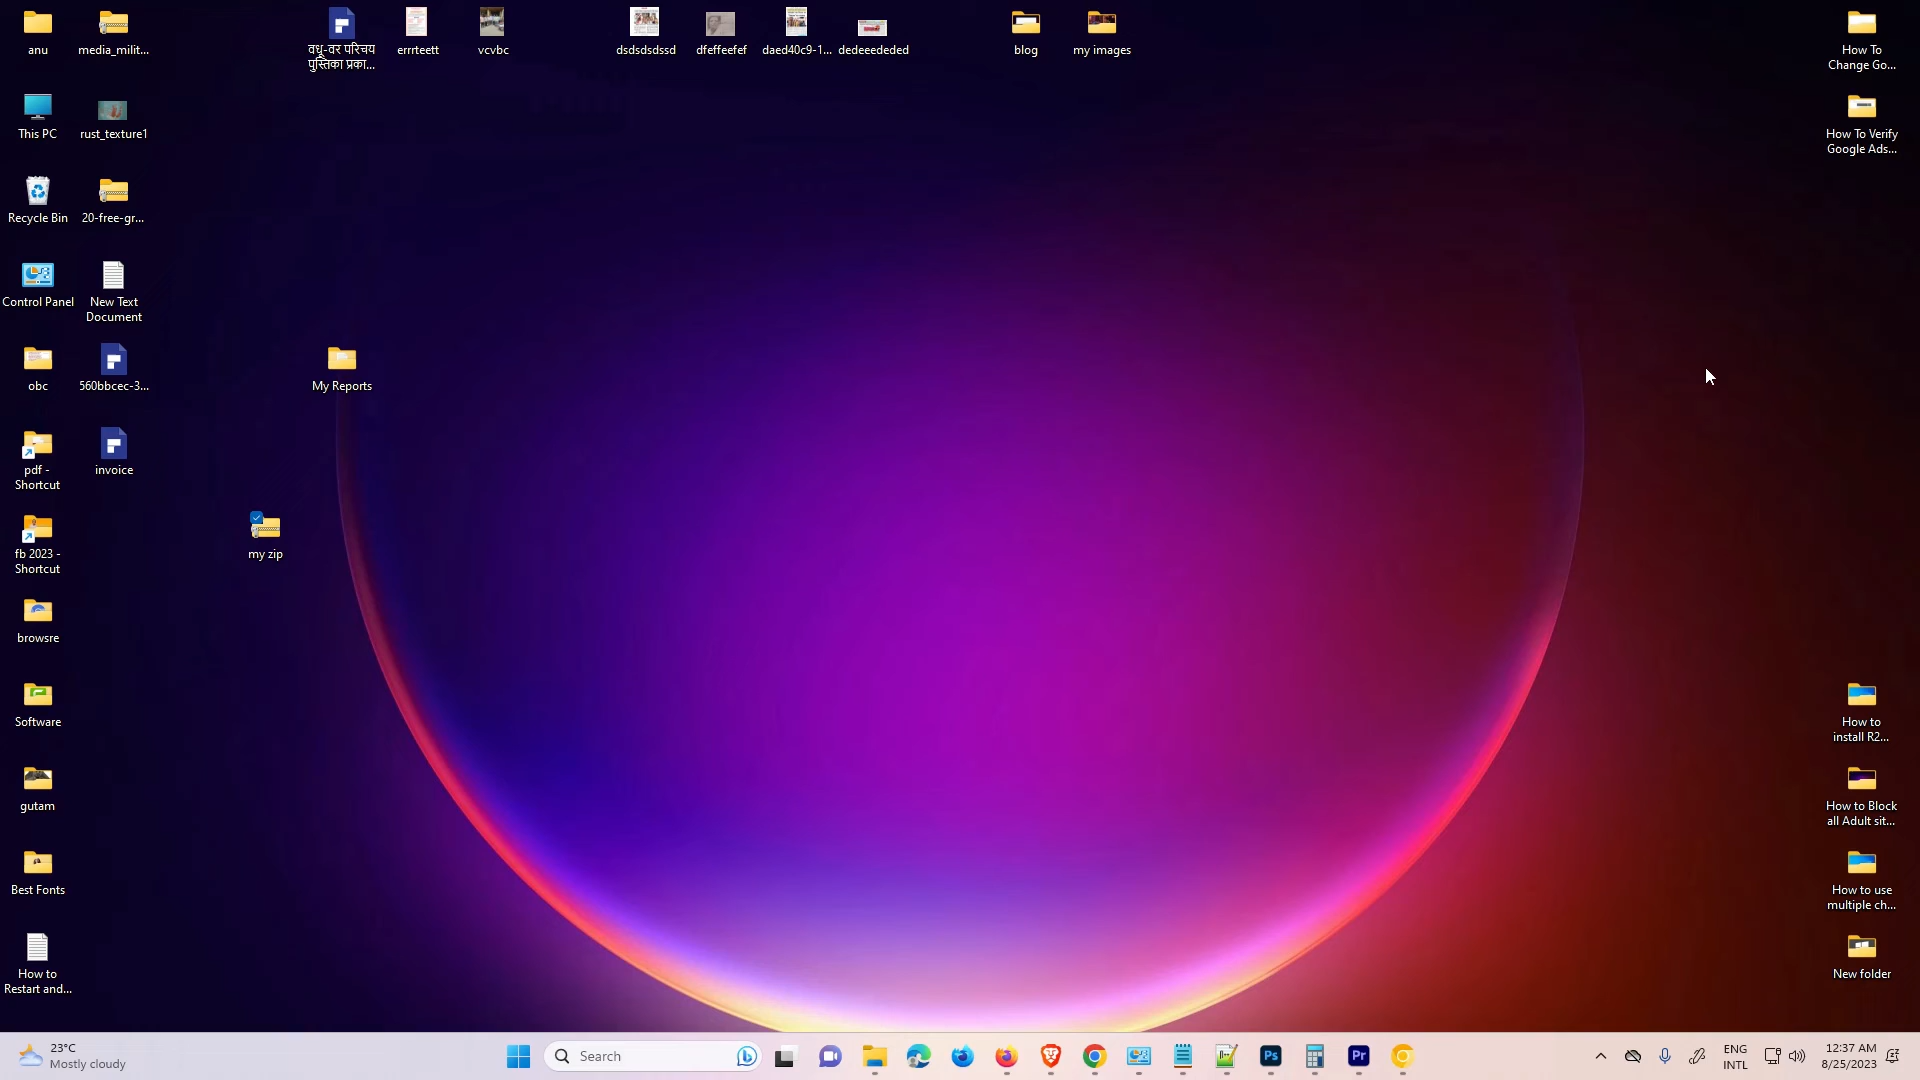 anu
media_milit...
वधु-वर परिचय
पुस्तिका प्रका...
errrteett
vcvbc
dsdsdsdssd
dfeffeefef
daed40c9-1...
dedeeededed
blog
my images
How To
Change Go...
This PC
rust_texture1
How To Verify
Google Ads...
Recycle Bin
20-free-gr...
Control Panel
New Text
Document
obc
560bbcec-3...
My Reports
pdf -
Shortcut
invoice
fb 2023 -
Shortcut
my zip
browsre
Software
How to
install R2...
gutam
How to Block
all Adult sit...
Best Fonts
How to use
multiple ch...
How to
Restart and...
New folder
23°C
Mostly cloudy
Search
Ps
Pr
ENG
INTL
12:37 AM
8/25/2023